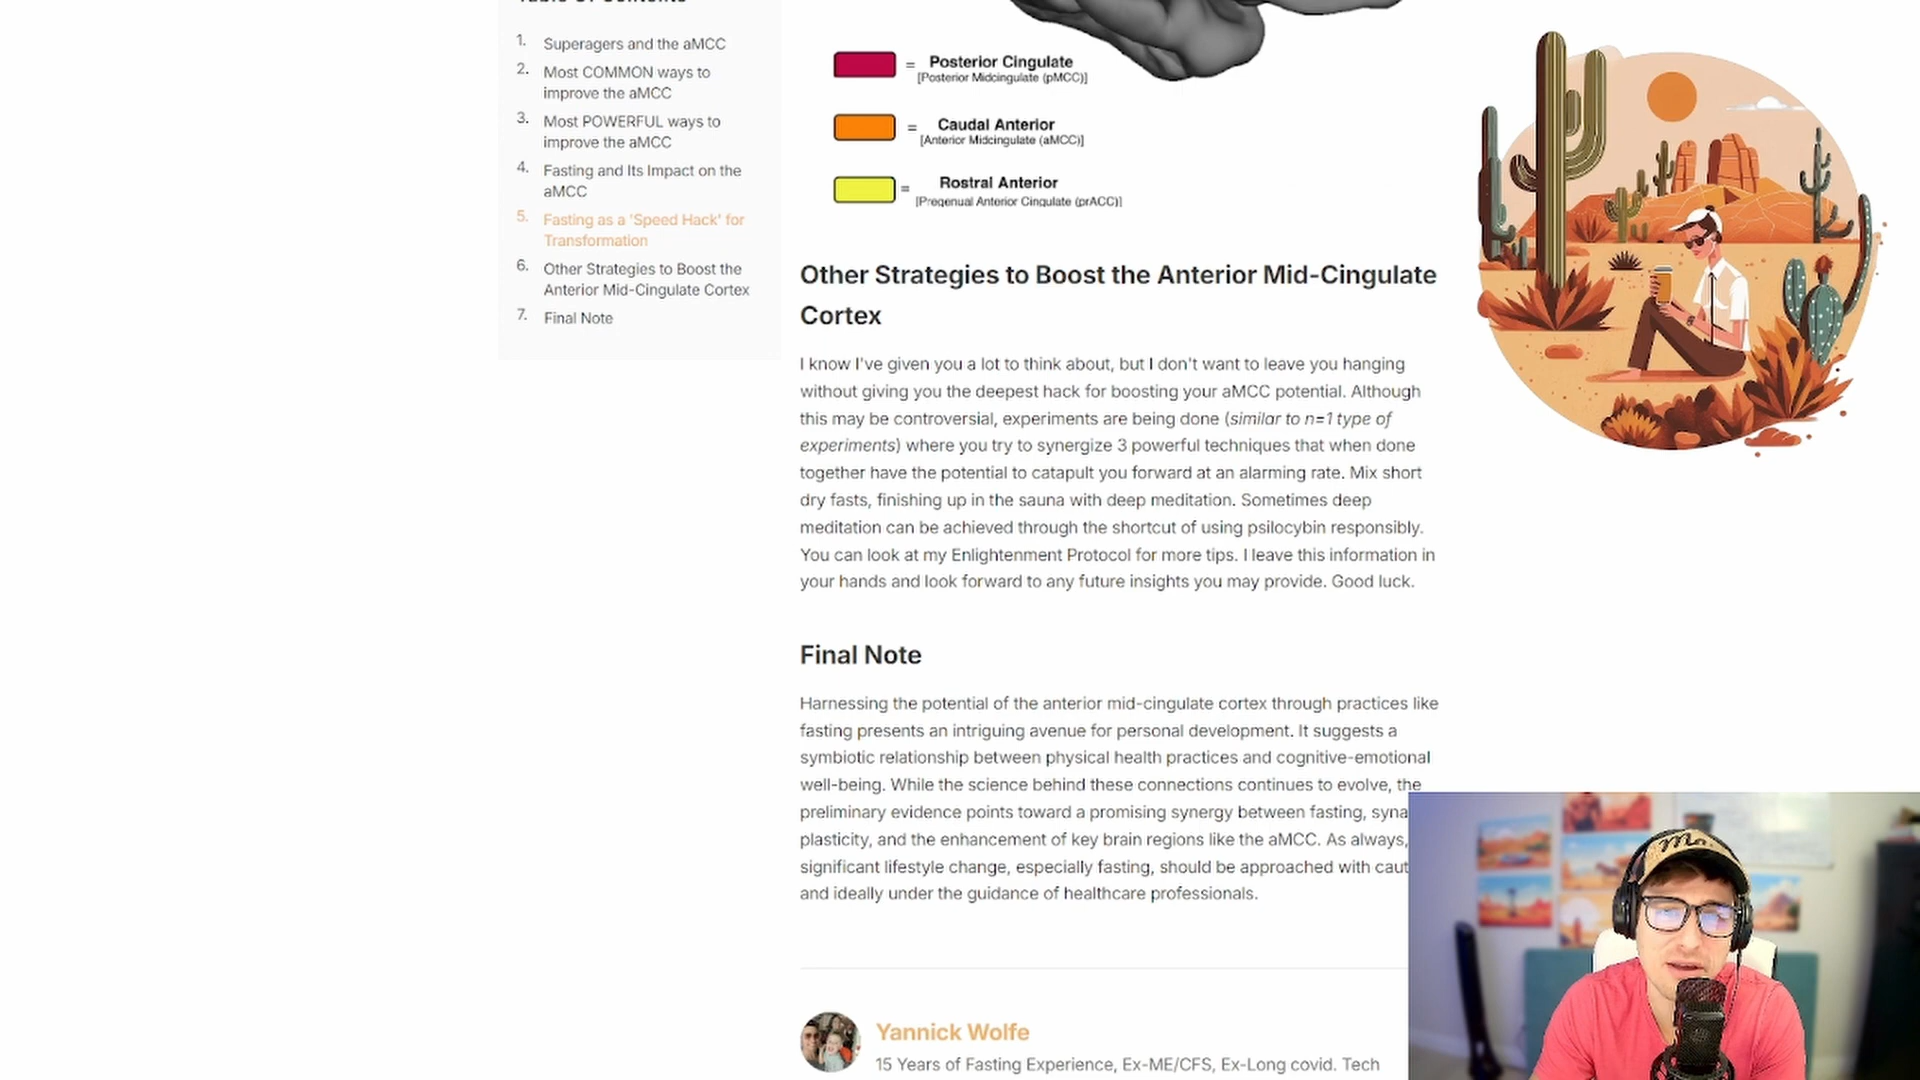 Table Of Contents
1. Superagers and the aMCC
2. Most COMMON ways to
improve the aMCC
3. Most POWERFUL ways to
improve the aMCC
4. Fasting and Its Impact on the
aMCC
5. Fasting as a 'Speed Hack' for
Transformation
6. Other Strategies to Boost the
Anterior Mid-Cingulate Cortex
7. Final Note
= Posterior Cingulate
[Posterior Midcingulate (pMCC)]
= Caudal Anterior
[Anterior Midcingulate (aMCC)]
= Rostral Anterior
[Pregenual Anterior Cingulate (prACC)]
Other Strategies to Boost the Anterior Mid-Cingulate
Cortex
I know I've given you a lot to think about, but I don't want to leave you hanging
without giving you the deepest hack for boosting your aMCC potential. Although
this may be controversial, experiments are being done (similar to n=1 type of
experiments) where you try to synergize 3 powerful techniques that when done
together have the potential to catapult you forward at an alarming rate. Mix short
dry fasts, finishing up in the sauna with deep meditation. Sometimes deep
meditation can be achieved through the shortcut of using psilocybin responsibly.
You can look at my Enlightenment Protocol for more tips. I leave this information in
your hands and look forward to any future insights you may provide. Good luck.
Final Note
Harnessing the potential of the anterior mid-cingulate cortex through practices like
fasting presents an intriguing avenue for personal development. It suggests a
symbiotic relationship between physical health practices and cognitive-emotional
well-being. While the science behind these connections continues to evolve, the
preliminary evidence points toward a promising synergy between fasting, syna
plasticity, and the enhancement of key brain regions like the aMCC. As always,
significant lifestyle change, especially fasting, should be approached with caut
and ideally under the guidance of healthcare professionals.
Yannick Wolfe
15 Years of Fasting Experience, Ex-ME/CFS, Ex-Long covid. Tech